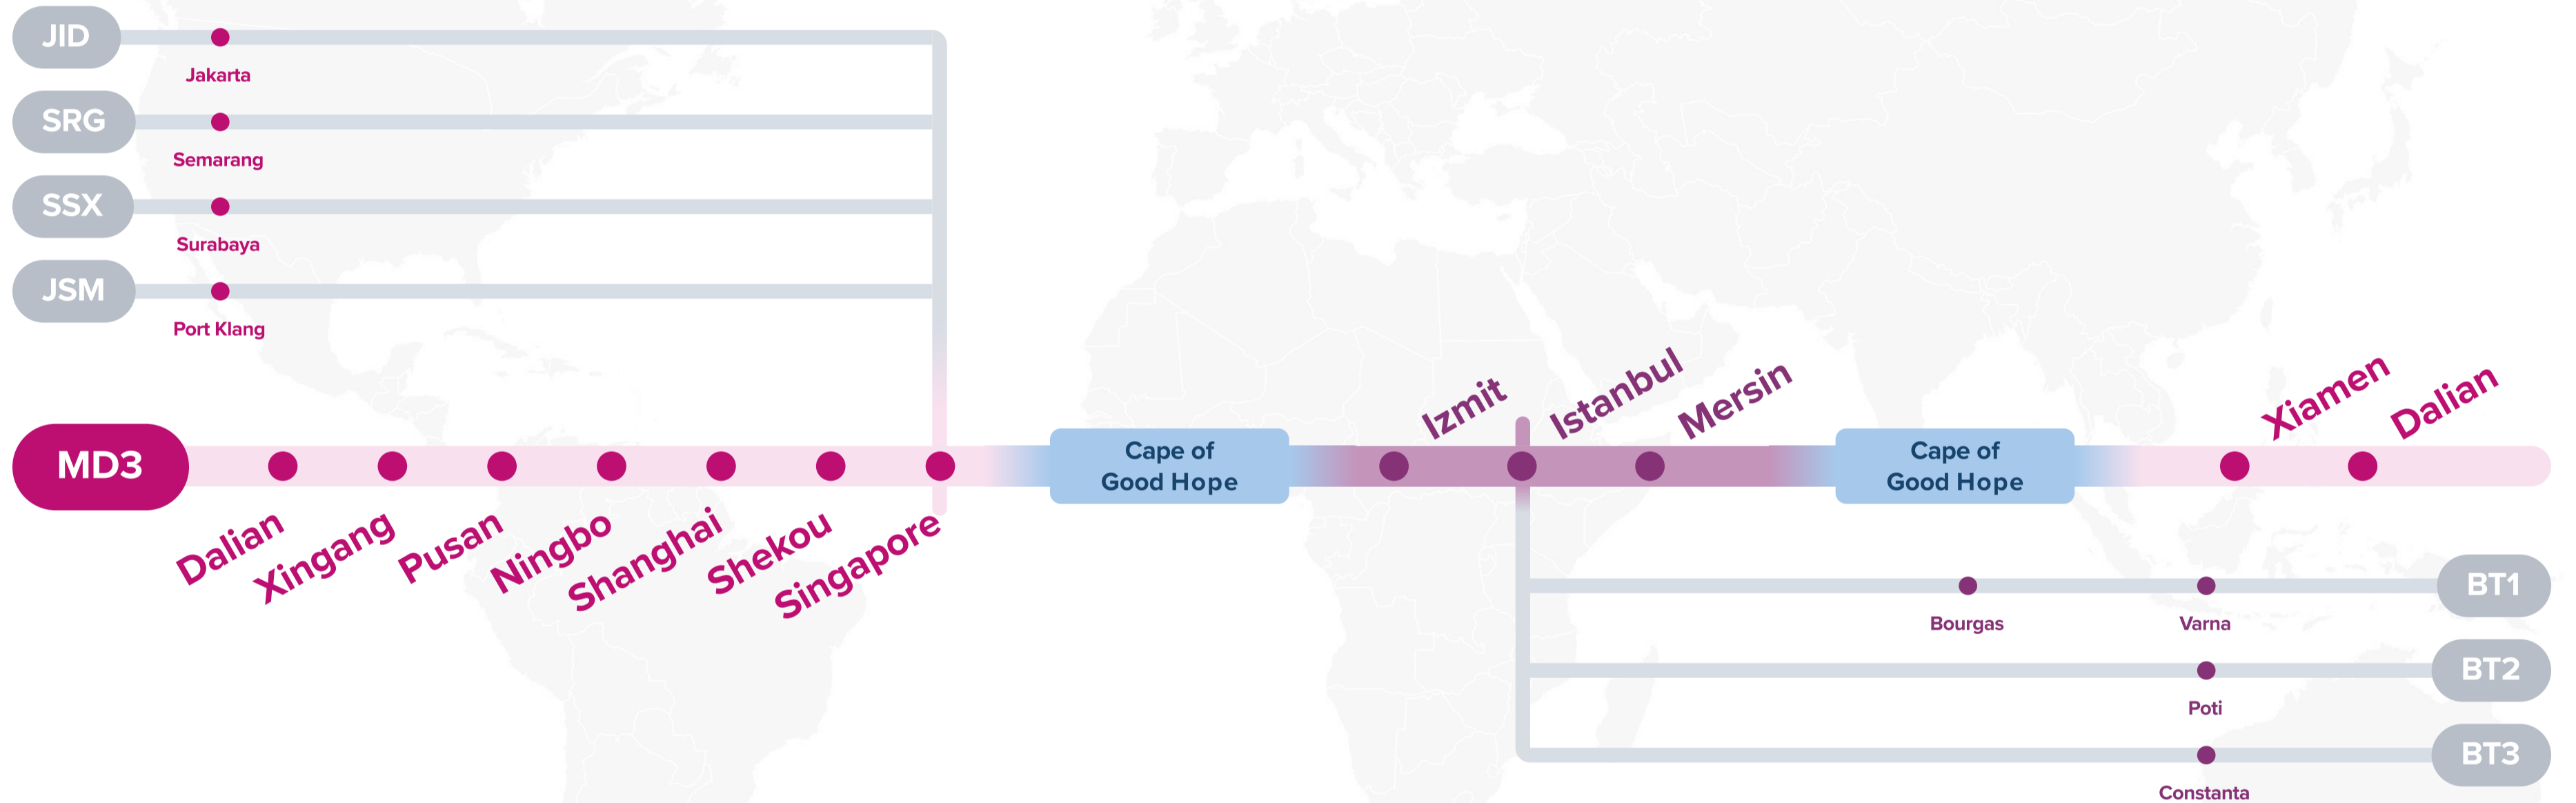 JID
Jakarta
SRG
Semarang
SSX
Surabaya
JSM
Port Klang
MD3
Dalian
Xingang
Pusan
Ningbo
Shanghai
Shekou
Singapore
Cape of
Good Hope
Izmit
Istanbul
Mersin
Cape of
Good Hope
Xiamen
Dalian
Bourgas
Varna
BT1
Poti
BT2
Constanta
BT3